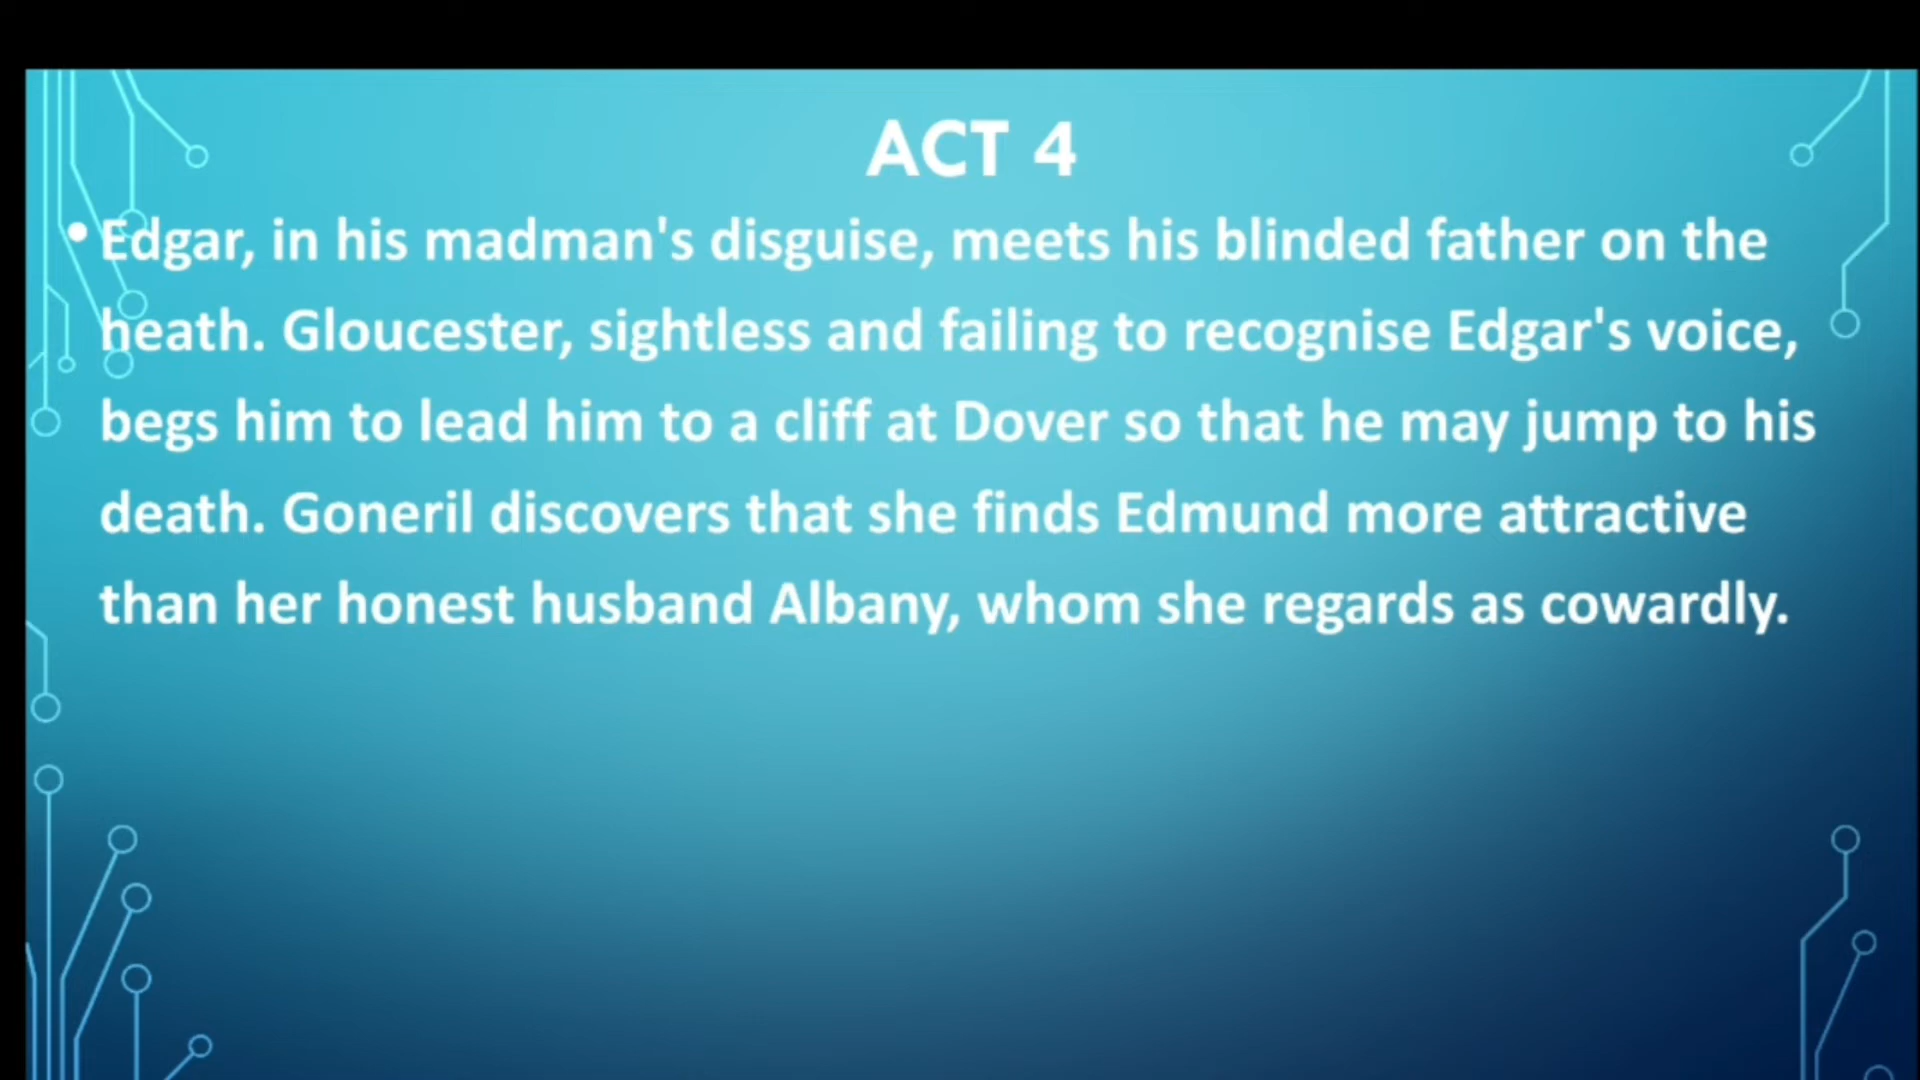 ACT 4
• Edgar, in his madman's disguise, meets his blinded father on the
heath. Gloucester, sightless and failing to recognise Edgar's voice,
begs him to lead him to a cliff at Dover so that he may jump to his
death. Goneril discovers that she finds Edmund more attractive
than her honest husband Albany, whom she regards as cowardly.